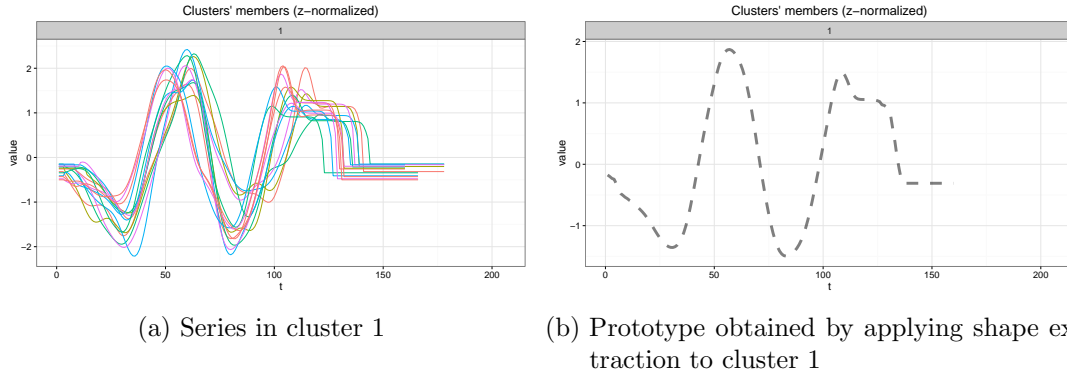 Clusters' members (z−normalized)
1
2
1
0
−1
−2
value
0
50
100
150
200
t
(a) Series in cluster 1
Clusters' members (z−normalized)
1
2
1
0
−1
value
0
50
100
150
200
t
(b) Prototype obtained by applying shape ex
traction to cluster 1